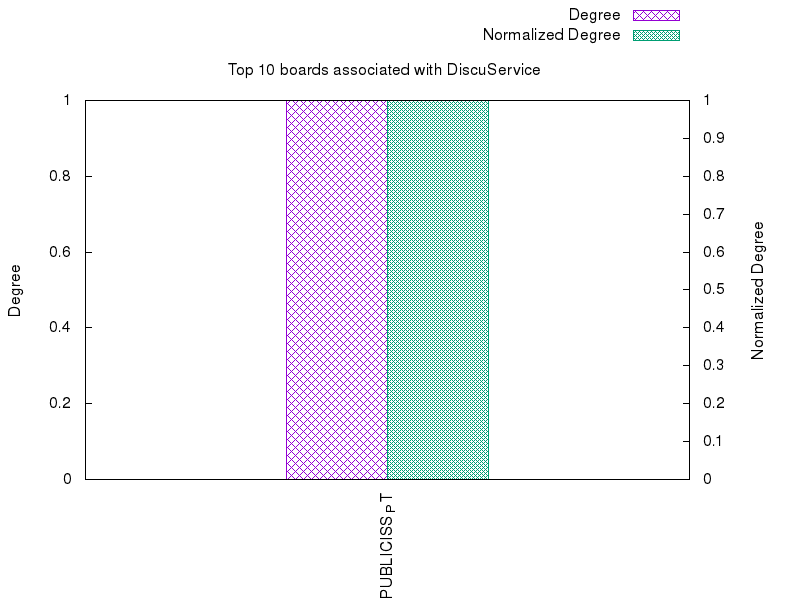 Degree
Normalized Degree
Top 10 boards associated with DiscuService
1
0.8
0.6
0.4
0.2
0
1
0.9
0.8
0.7
0.6
0.5
0.4
0.3
0.2
0.1
0
Degree
Normalized Degree
PUBLICISSPT